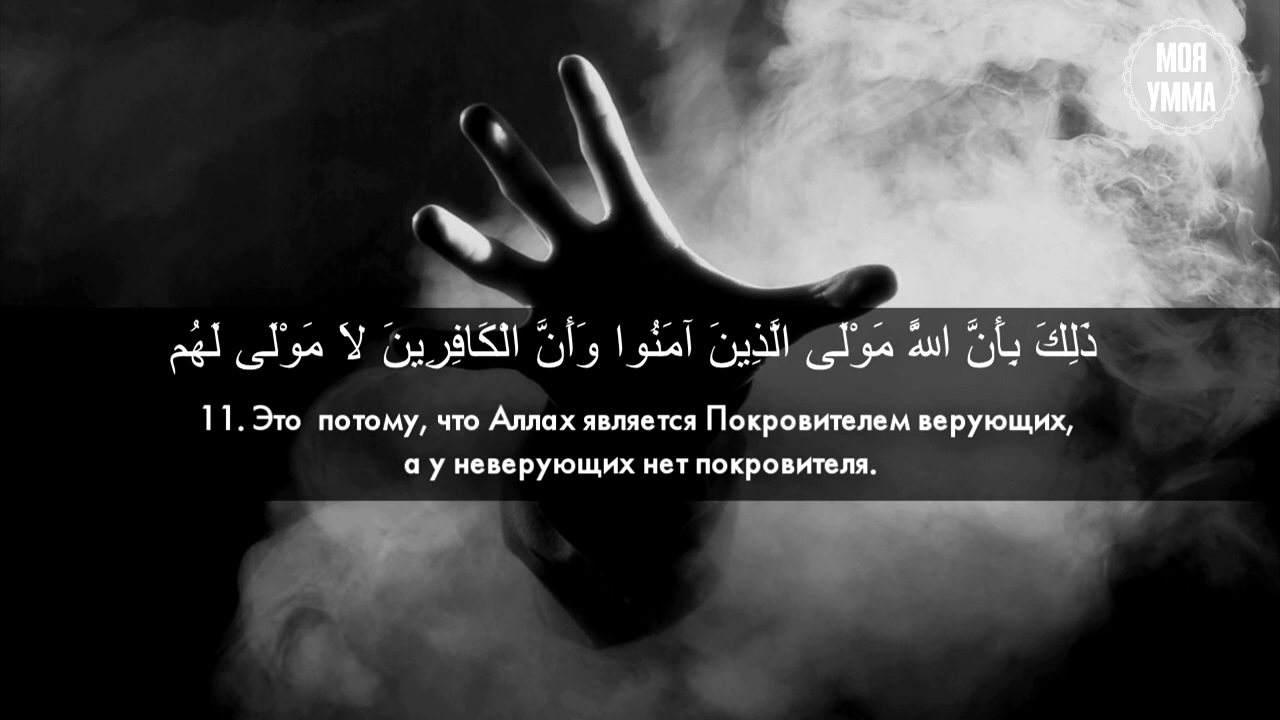 МОЯ
УММА
ذَلِكَ بِأَنَّ اللهَّ مَوْلَى الَّذِينَ آمَنُوا وَأَنَّ الْكَافِرِينَ لاَ مَوْلَى لَهُم
11. Это  потому, что Аллах является Покровителем верующих,
а у неверующих нет покровителя.